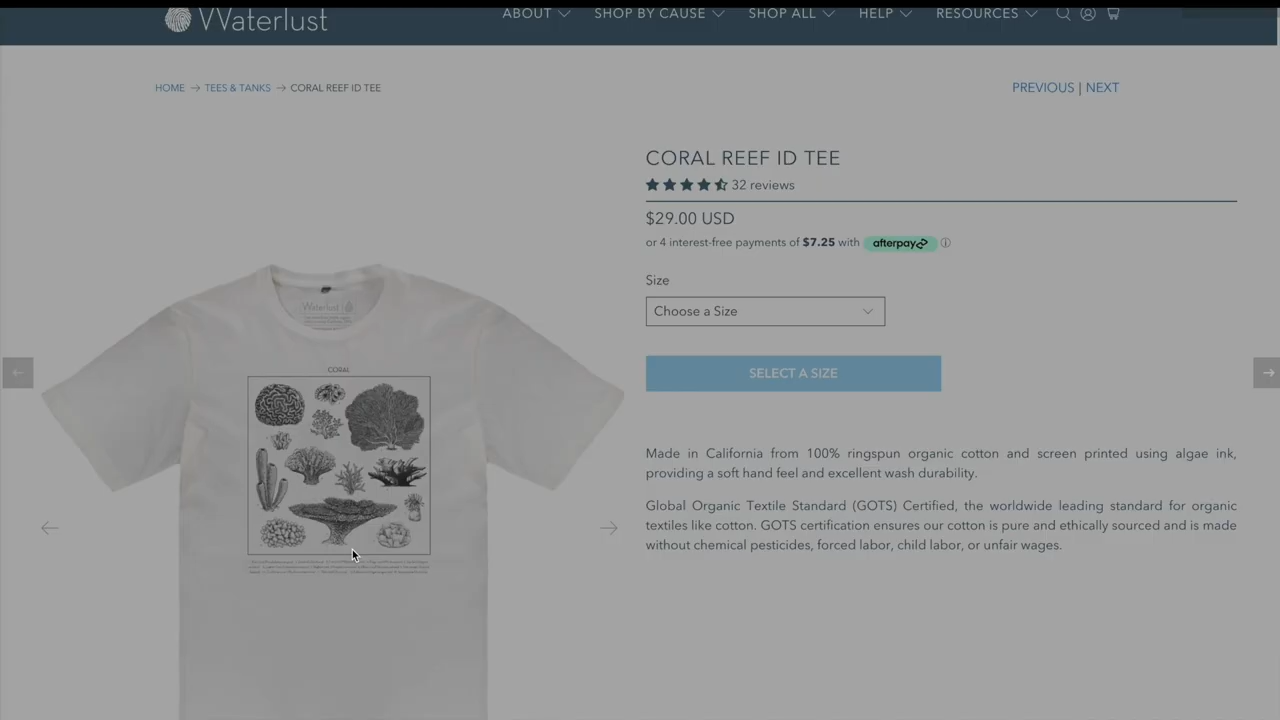 Waterlust
ABOUT
SHOP BY CAUSE
SHOP ALL
HELP
RESOURCES
HOME → TEES & TANKS → CORAL REEF ID TEE
PREVIOUS | NEXT
CORAL REEF ID TEE
32 reviews
$29.00 USD
or 4 interest-free payments of $7.25 with afterpay
Size
Choose a Size
SELECT A SIZE
Waterlust
CORAL
Made in California from 100% ringspun organic cotton and screen printed using algae ink,
providing a soft hand feel and excellent wash durability.
Global Organic Textile Standard (GOTS) Certified, the worldwide leading standard for organic
textiles like cotton. GOTS certification ensures our cotton is pure and ethically sourced and is made
without chemical pesticides, forced labor, child labor, or unfair wages.